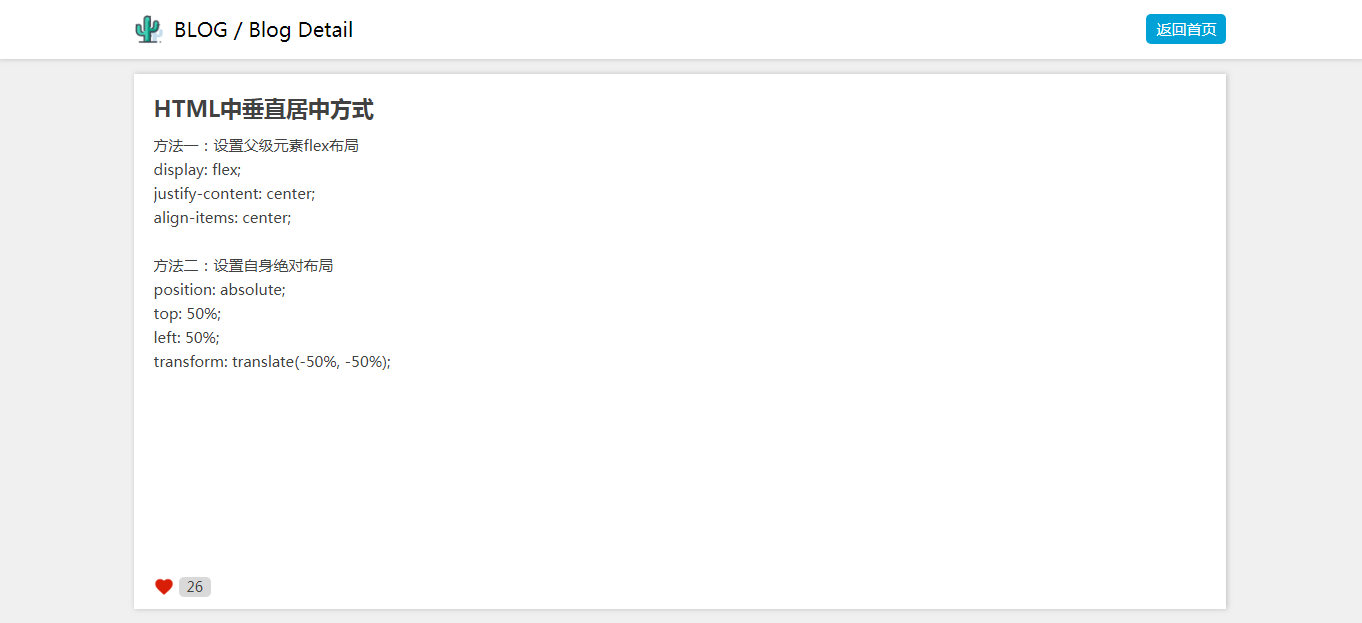 BLOG / Blog Detail
返回首页
HTML中垂直居中方式
方法一：设置父级元素flex布局
display: flex;
justify-content: center;
align-items: center;
方法二：设置自身绝对布局
position: absolute;
top: 50%;
left: 50%;
transform: translate(-50%, -50%);
26